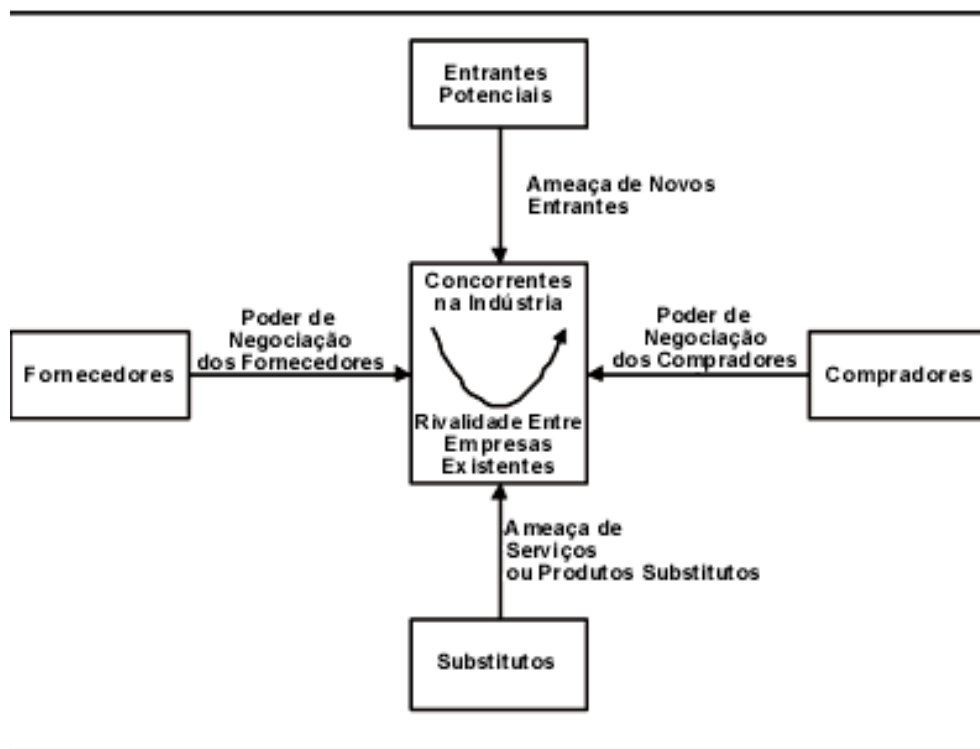 Entrantes
Potenciais
Ameaça de Novos
Entrantes
Concorrentes
na Indústria
Poder de
Negociação
dos Fornecedores
Poder de
Negociação
dos Compradores
Fornecedores
Compradores
Rivalidade Entre
Empresas
Existentes
Ameaça de
Serviços
ou Produtos Substitutos
Substitutos